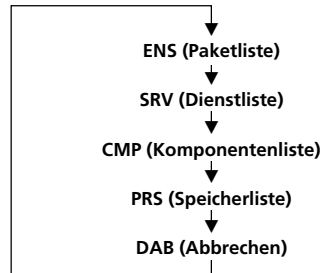 ENS (Paketliste)
SRV (Dienstliste)
CMP (Komponentenliste)
PRS (Speicherliste)
DAB (Abbrechen)